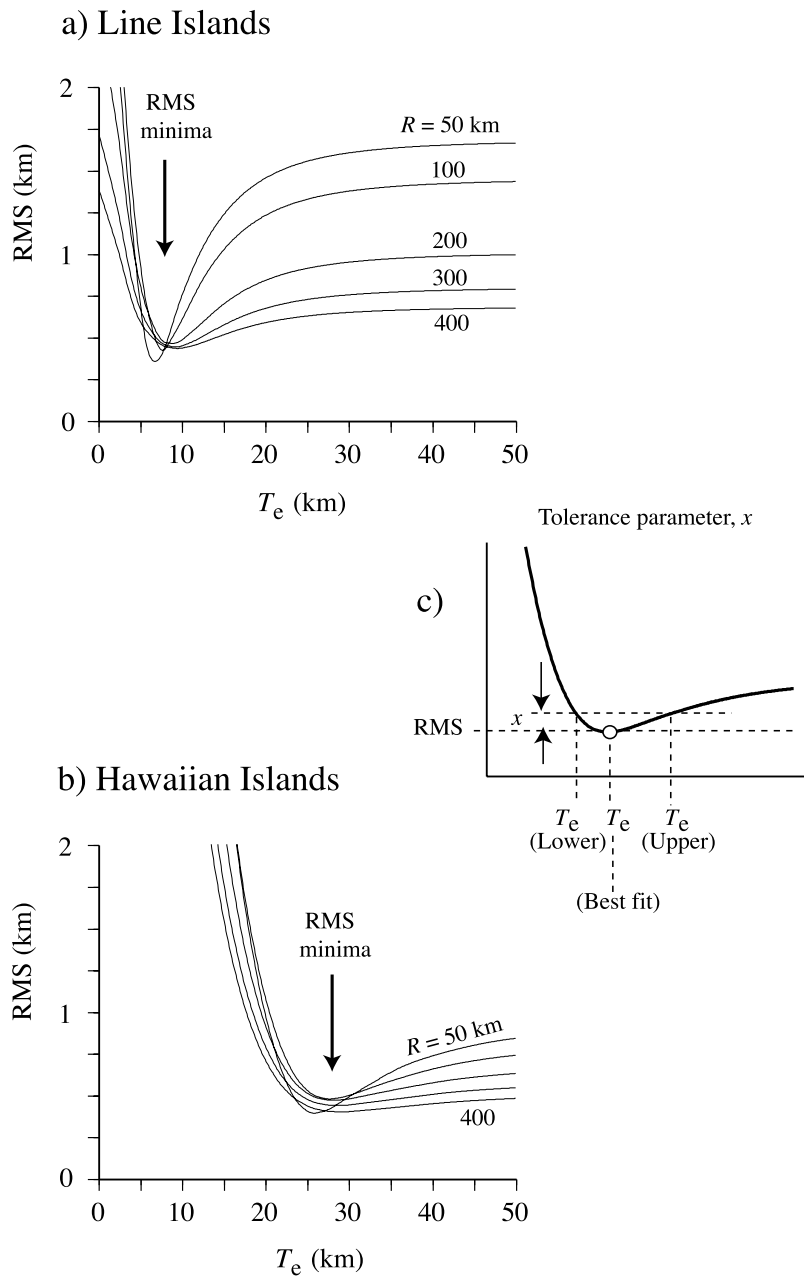 a) Line Islands
2
RMS
minima
R = 50 km
100
RMS (km)
1
200
300
400
0
0 10 20 30 40 50
Te (km)
Tolerance parameter, x
c)
x
RMS
Te Te Te
(Lower) (Upper)
(Best fit)
b) Hawaiian Islands
2
RMS
minima
RMS (km)
1
R = 50 km
400
0
0 10 20 30 40 50
Te (km)